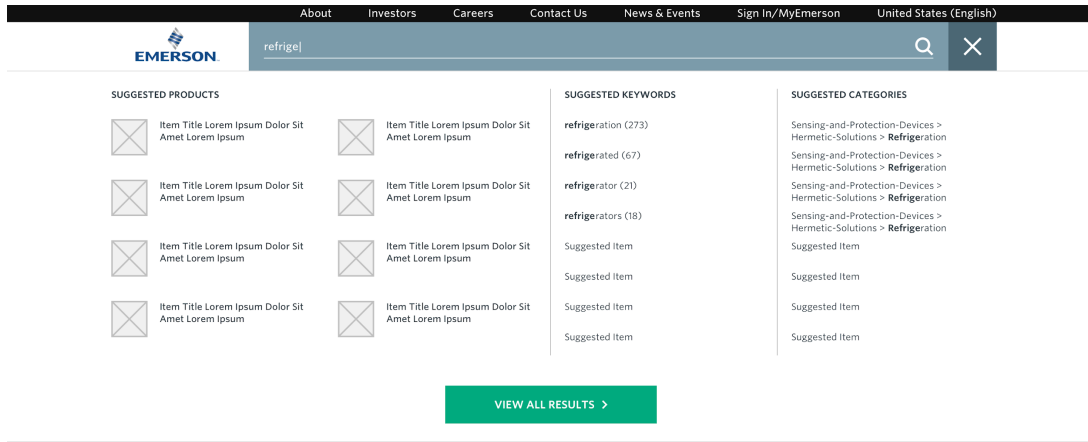 About Investors Careers Contact Us News & Events Sign In/MyEmerson United States (English)
EMERSON
refrige
SUGGESTED PRODUCTS
Item Title Lorem Ipsum Dolor Sit
Amet Lorem Ipsum
Item Title Lorem Ipsum Dolor Sit
Amet Lorem Ipsum
Item Title Lorem Ipsum Dolor Sit
Amet Lorem Ipsum
Item Title Lorem Ipsum Dolor Sit
Amet Lorem Ipsum
Item Title Lorem Ipsum Dolor Sit
Amet Lorem Ipsum
Item Title Lorem Ipsum Dolor Sit
Amet Lorem Ipsum
Item Title Lorem Ipsum Dolor Sit
Amet Lorem Ipsum
Item Title Lorem Ipsum Dolor Sit
Amet Lorem Ipsum
SUGGESTED KEYWORDS
refrigeration (273)
refrigerated (67)
refrigerator (21)
refrigerators (18)
Suggested Item
Suggested Item
Suggested Item
Suggested Item
SUGGESTED CATEGORIES
Sensing-and-Protection-Devices >
Hermetic-Solutions > Refrigeration
Sensing-and-Protection-Devices >
Hermetic-Solutions > Refrigeration
Sensing-and-Protection-Devices >
Hermetic-Solutions > Refrigeration
Sensing-and-Protection-Devices >
Hermetic-Solutions > Refrigeration
Suggested Item
Suggested Item
Suggested Item
Suggested Item
VIEW ALL RESULTS >